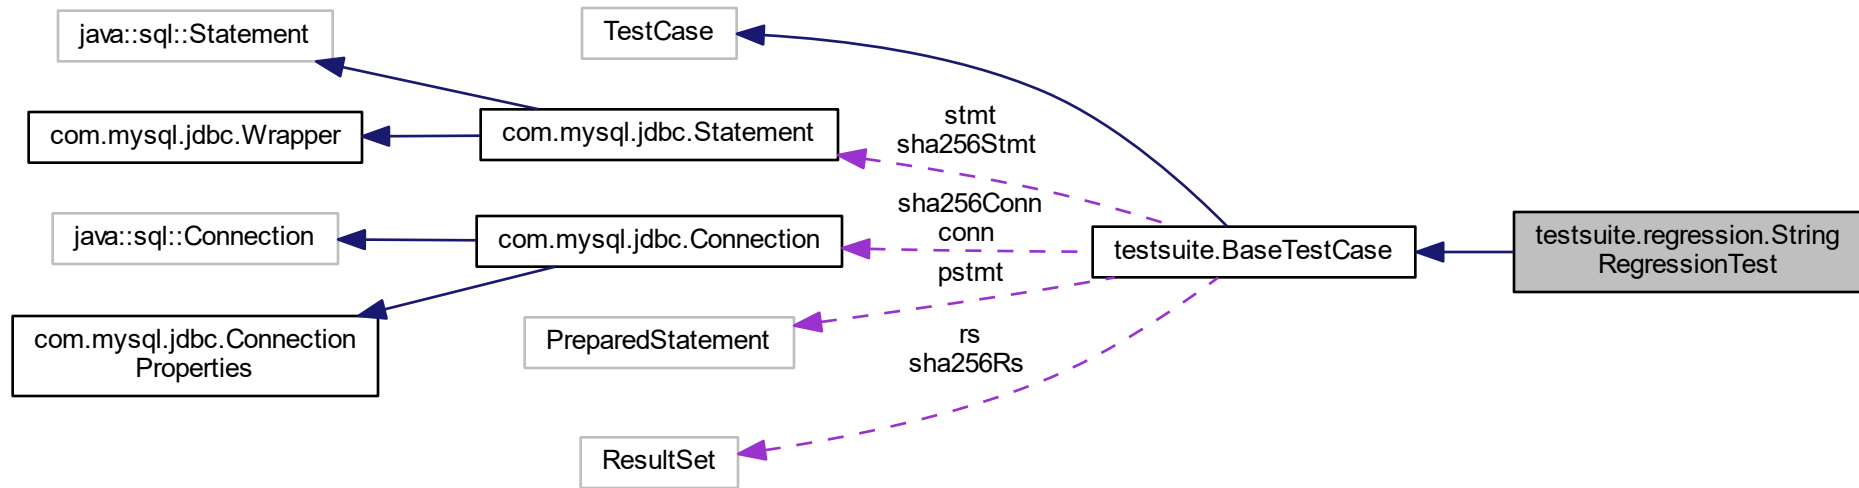 java::sql::Statement
TestCase
com.mysql.jdbc.Wrapper
com.mysql.jdbc.Statement
stmt
sha256Stmt
java::sql::Connection
com.mysql.jdbc.Connection
sha256Conn
conn
testsuite.BaseTestCase
testsuite.regression.String
RegressionTest
com.mysql.jdbc.Connection
Properties
PreparedStatement
pstmt
rs
sha256Rs
ResultSet